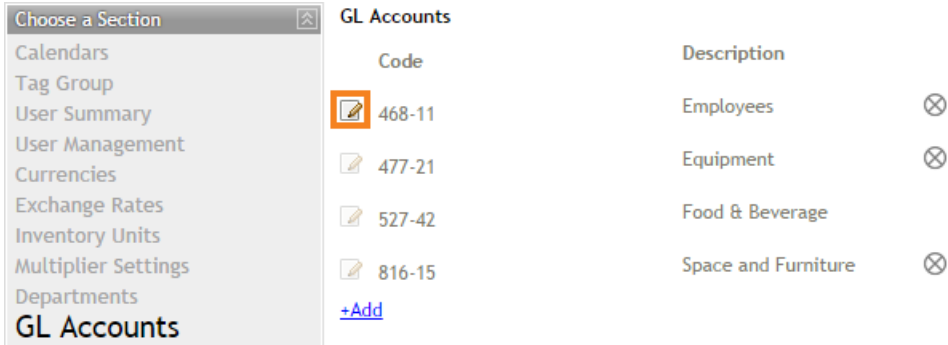 Choose a Section
Calendars
Tag Group
User Summary
User Management
Currencies
Exchange Rates
Inventory Units
Multiplier Settings
Departments
GL Accounts
GL Accounts
Code Description
468-11 Employees
477-21 Equipment
527-42 Food & Beverage
816-15 Space and Furniture
+Add